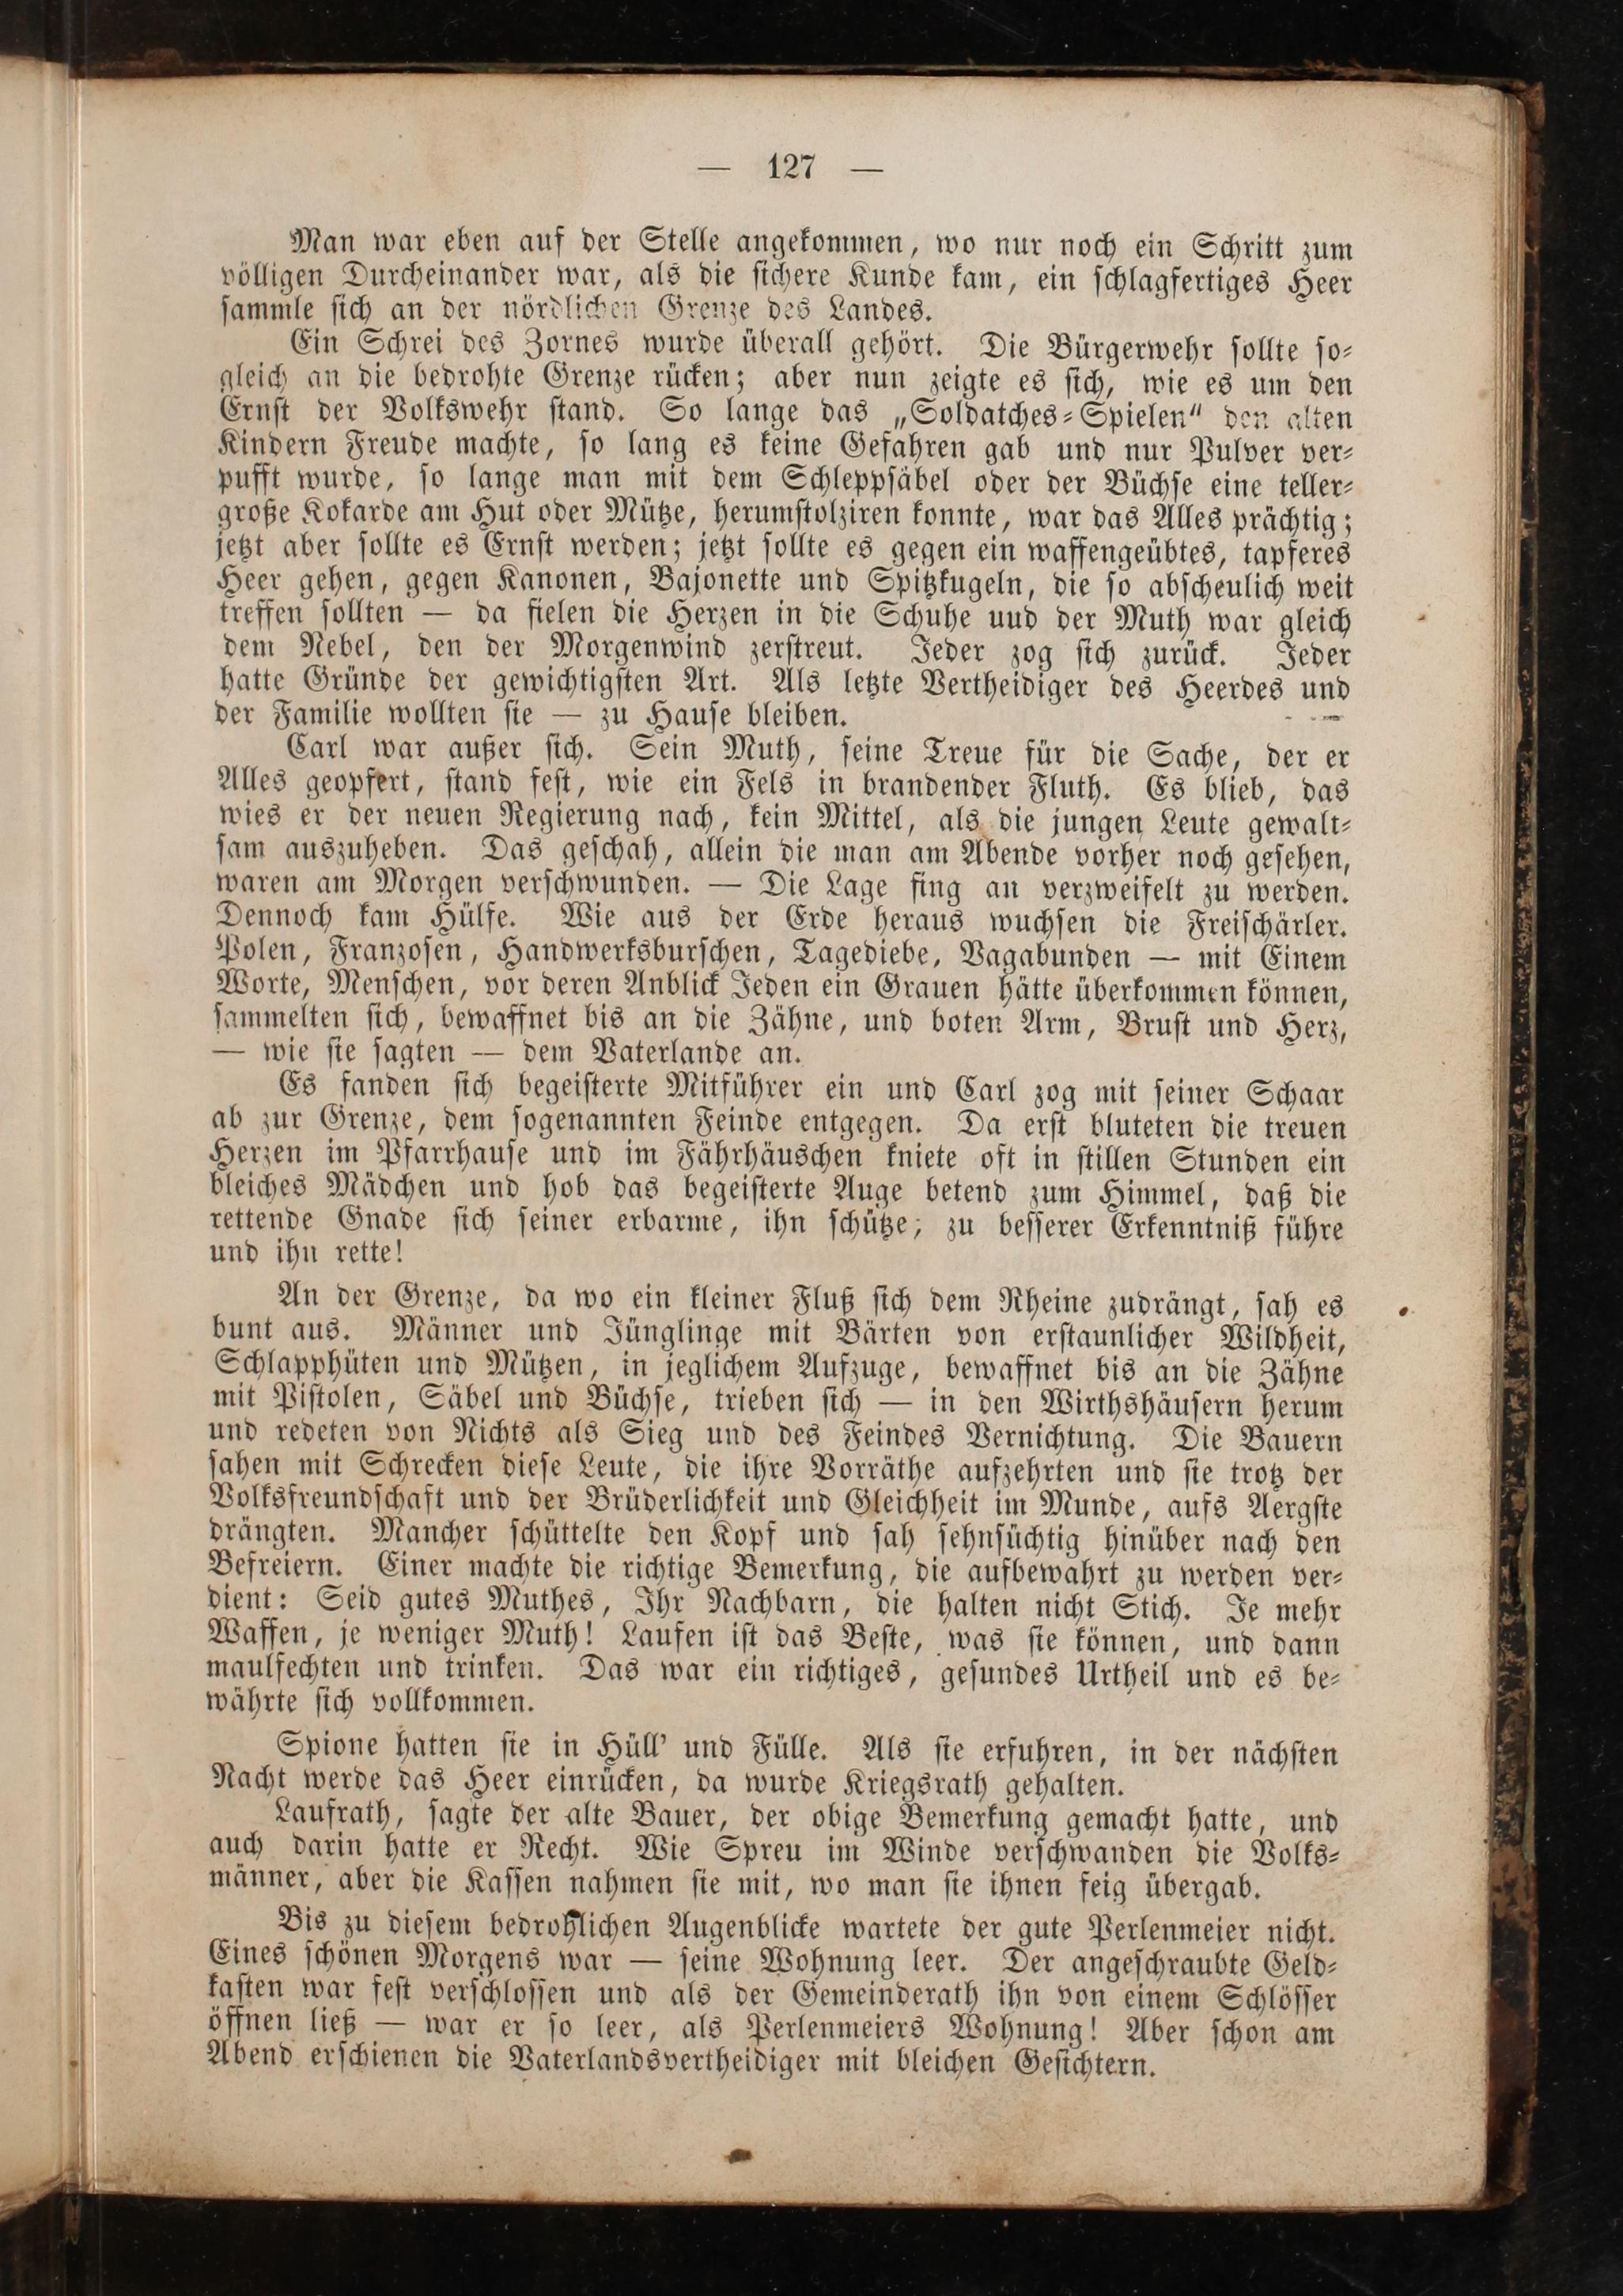 — 127 —
Man war eben auf der Stelle angekommen, wo nur noch ein Schritt zum
völligen Durcheinander war, als die sichere Kunde kam, ein schlagfertiges Heer
sammle sich an der nördlichen Grenze des Landes.
Ein Schrei des Zornes wurde überall gehört. Die Bürgerwehr sollte so-
gleich an die bedrohte Grenze rücken; aber nun zeigte es sich, wie es um den
Ernst der Volkswehr stand. So lange das „Soldatches-Spielen“ den alten
Kindern Freude machte, so lang es keine Gefahren gab und nur Pulver ver-
pufft wurde, so lange man mit dem Schleppsäbel oder der Büchse eine teller-
große Kokarde am Hut oder Mütze, herumstolziren konnte, war das Alles prächtig;
jetzt aber sollte es Ernst werden; jetzt sollte es gegen ein waffengeübtes, tapferes
Heer gehen, gegen Kanonen, Bajonette und Spitzkugeln, die so abscheulich weit
treffen sollten — da fielen die Herzen in die Schuhe uud der Muth war gleich
dem Nebel, den der Morgenwind zerstreut. Jeder zog sich zurück. Jeder
hatte Gründe der gewichtigsten Art. Als letzte Vertheidiger des Heerdes und
der Familie wollten sie — zu Hause bleiben.
Carl war außer sich. Sein Muth, seine Treue für die Sache, der er
Alles geopfert, stand fest, wie ein Fels in brandender Fluth. Es blieb, das
wies er der neuen Regierung nach, kein Mittel, als die jungen Leute gewalt-
sam auszuheben. Das geschah, allein die man am Abende vorher noch gesehen,
waren am Morgen verschwunden. — Die Lage fing an verzweifelt zu werden.
Dennoch kam Hülfe. Wie aus der Erde heraus wuchsen die Freischärler.
Polen, Franzosen, Handwerksburschen, Tagediebe, Vagabunden — mit Einem
Worte, Menschen, vor deren Anblick Jeden ein Grauen hätte überkommen können,
sammelten sich, bewaffnet bis an die Zähne, und boten Arm, Brust und Herz,
— wie sie sagten — dem Vaterlande an.
Es fanden sich begeisterte Mitführer ein und Carl zog mit seiner Schaar
ab zur Grenze, dem sogenannten Feinde entgegen. Da erst bluteten die treuen
Herzen im Pfarrhause und im Fährhäuschen kniete oft in stillen Stunden ein
bleiches Mädchen und hob das begeisterte Auge betend zum Himmel, daß die
rettende Gnade sich seiner erbarme, ihn schütze, zu besserer Erkenntniß führe
und ihn rette!
An der Grenze, da wo ein kleiner Fluß sich dem Rheine zudrängt, sah es
bunt aus. Männer und Jünglinge mit Bärten von erstaunlicher Wildheit,
Schlapphüten und Mützen, in jeglichem Aufzuge, bewaffnet bis an die Zähne
mit Pistolen, Säbel und Büchse, trieben sich — in den Wirthshäusern herum
und redeten von Nichts als Sieg und des Feindes Vernichtung. Die Bauern
sahen mit Schrecken diese Leute, die ihre Vorräthe aufzehrten und sie trotz der
Volksfreundschaft und der Brüderlichkeit und Gleichheit im Munde, aufs Aergste
drängten. Mancher schüttelte den Kopf und sah sehnsüchtig hinüber nach den
Befreiern. Einer machte die richtige Bemerkung, die aufbewahrt zu werden ver-
dient: Seid gutes Muthes, Ihr Nachbarn, die halten nicht Stich. Je mehr
Waffen, je weniger Muth! Laufen ist das Beste, was sie können, und dann
maulfechten und trinken. Das war ein richtiges, gesundes Urtheil und es be-
währte sich vollkommen.
Spione hatten sie in Hüll’ und Fülle. Als sie erfuhren, in der nächsten
Nacht werde das Heer einrücken, da wurde Kriegsrath gehalten.
Laufrath, sagte der alte Bauer, der obige Bemerkung gemacht hatte, und
auch darin hatte er Recht. Wie Spreu im Winde verschwanden die Volks-
männer, aber die Kassen nahmen sie mit, wo man sie ihnen feig übergab.
Bis zu diesem bedrohlichen Augenblicke wartete der gute Perlenmeier nicht.
Eines schönen Morgens war — seine Wohnung leer. Der angeschraubte Geld-
kasten war fest verschlossen und als der Gemeinderath ihn von einem Schlösser
öffnen ließ — war er so leer, als Perlenmeiers Wohnung! Aber schon am
Abend erschienen die Vaterlandsvertheidiger mit bleichen Gesichtern.